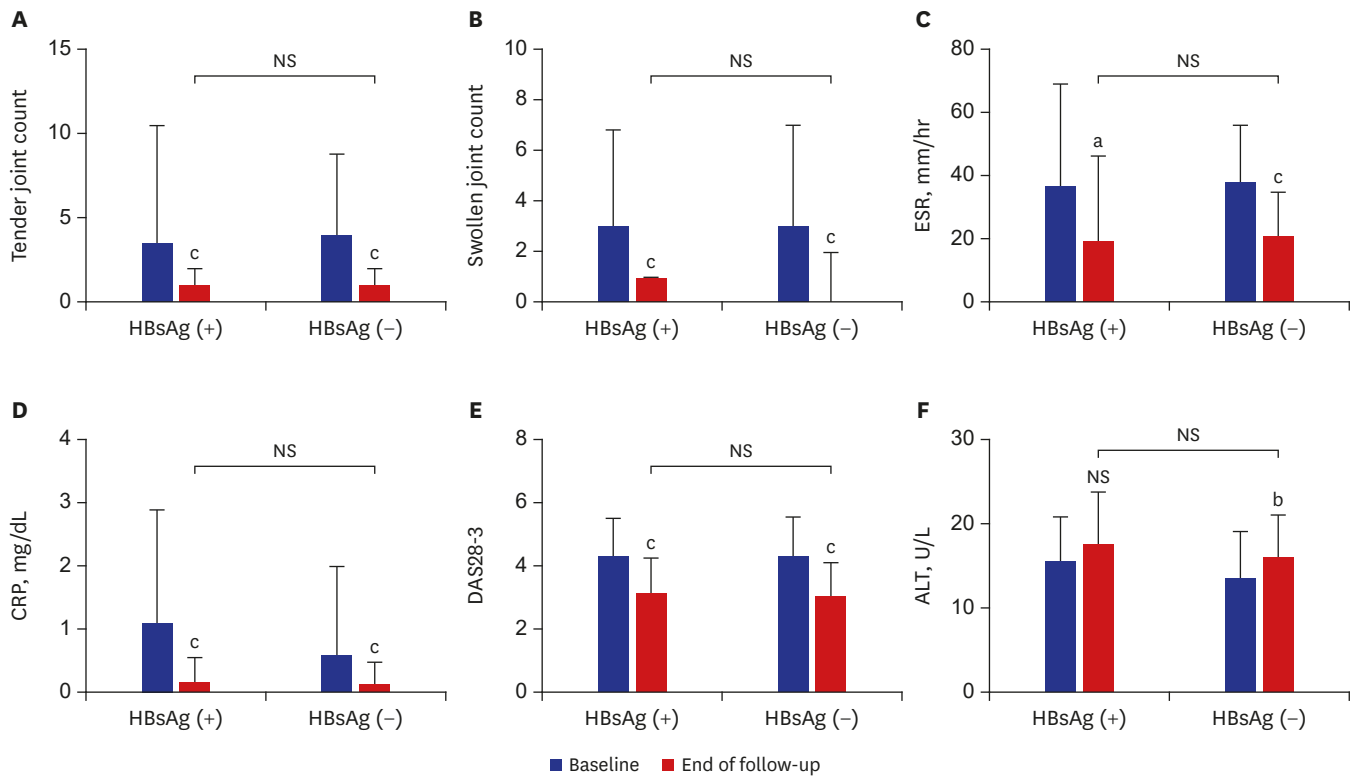 A
Tender joint count
15
10
5
0
NS
c
c
HBsAg (+)
HBsAg (−)
B
Swollen joint count
10
8
6
4
2
0
NS
c
c
HBsAg (+)
HBsAg (−)
C
ESR, mm/hr
80
60
40
20
0
NS
a
c
HBsAg (+)
HBsAg (−)
D
CRP, mg/dL
4
3
2
1
0
NS
c
c
HBsAg (+)
HBsAg (−)
E
DAS28-3
8
6
4
2
0
NS
c
c
HBsAg (+)
HBsAg (−)
F
ALT, U/L
30
20
10
0
NS
NS
b
HBsAg (+)
HBsAg (−)
Baseline
End of follow-up